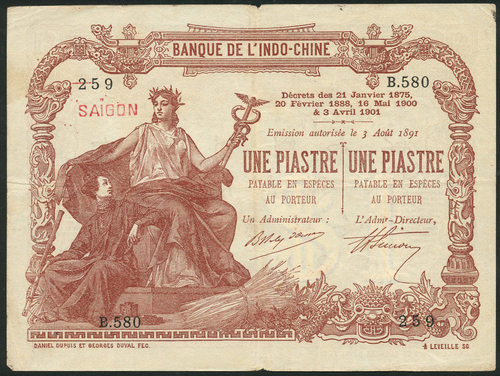 BANQUE DE L'INDO-CHINE
259
B.580
SAIGON
Décrets des 21 Janvier 1875,
20 Février 1888, 16 Mai 1900
& 3 Avril 1901
Emission autorisée le 3 Août 1891
UNE PIASTRE UNE PIASTRE
PAYABLE EN ESPÈCES PAYABLE EN ESPÈCES
AU PORTEUR AU PORTEUR
Un Administrateur : L'Admr-Directeur,
B.580
259
DANIEL DUPUIS ET GEORGES DUVAL FEC.
A LEVEILLE SC